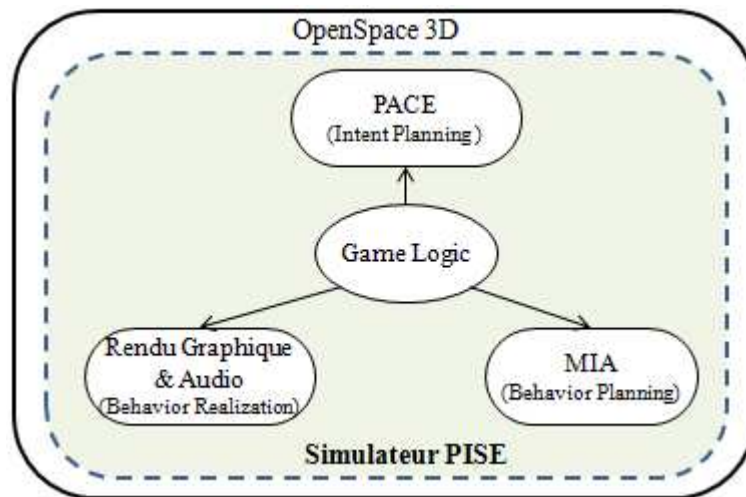 OpenSpace 3D
PACE
(Intent Planning)
Game Logic
Rendu Graphique
& Audio
(Behavior Realization)
MIA
(Behavior Planning)
Simulateur PISE